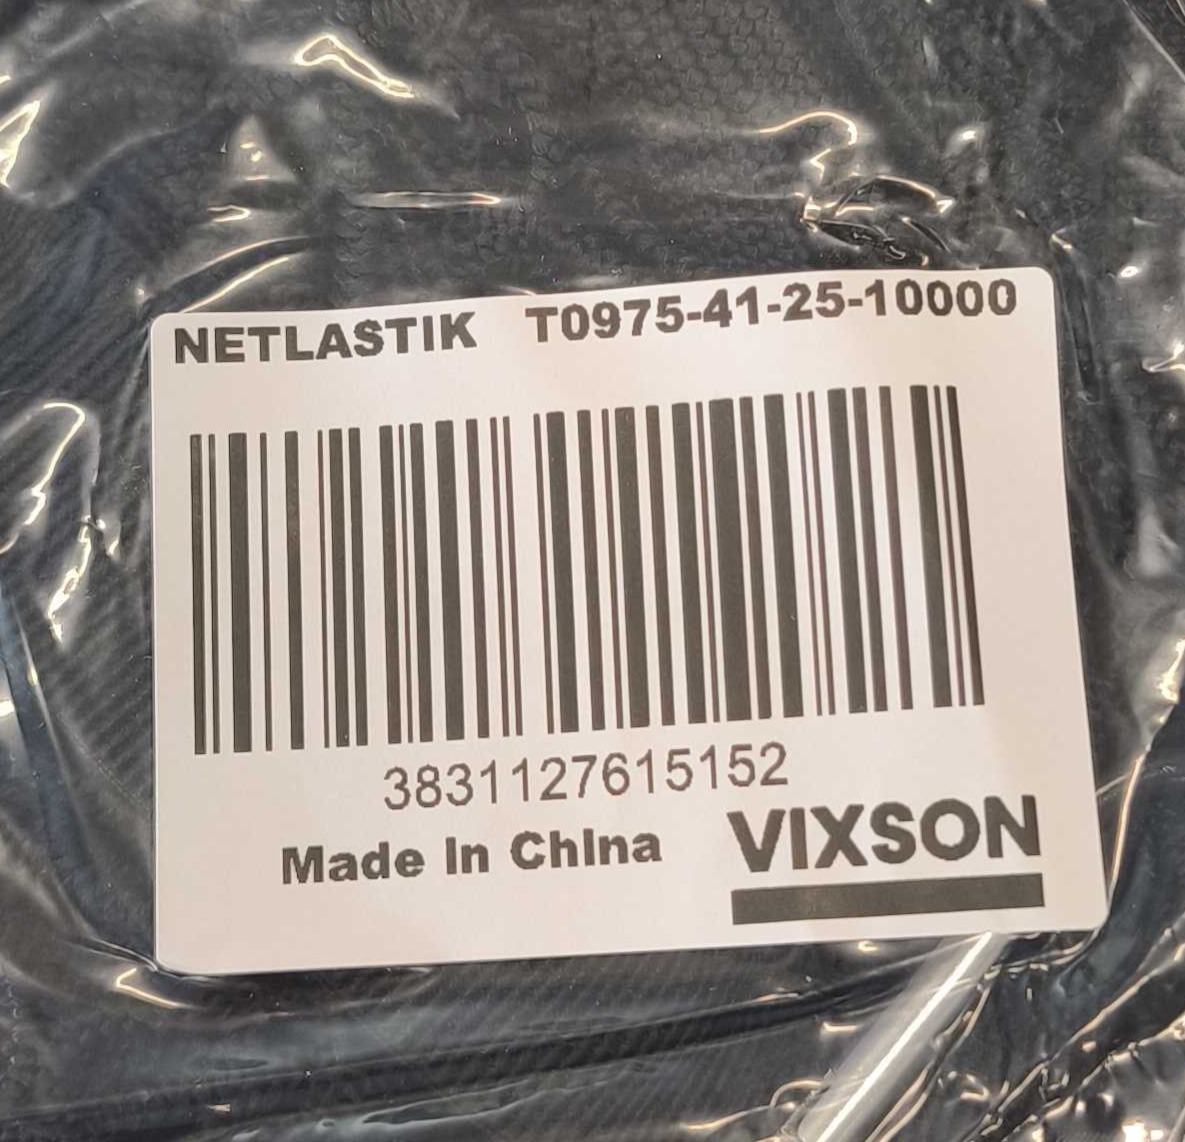 NETLASTIK T0975-41-25-10000
3831127615152
Made In China
VIXSON